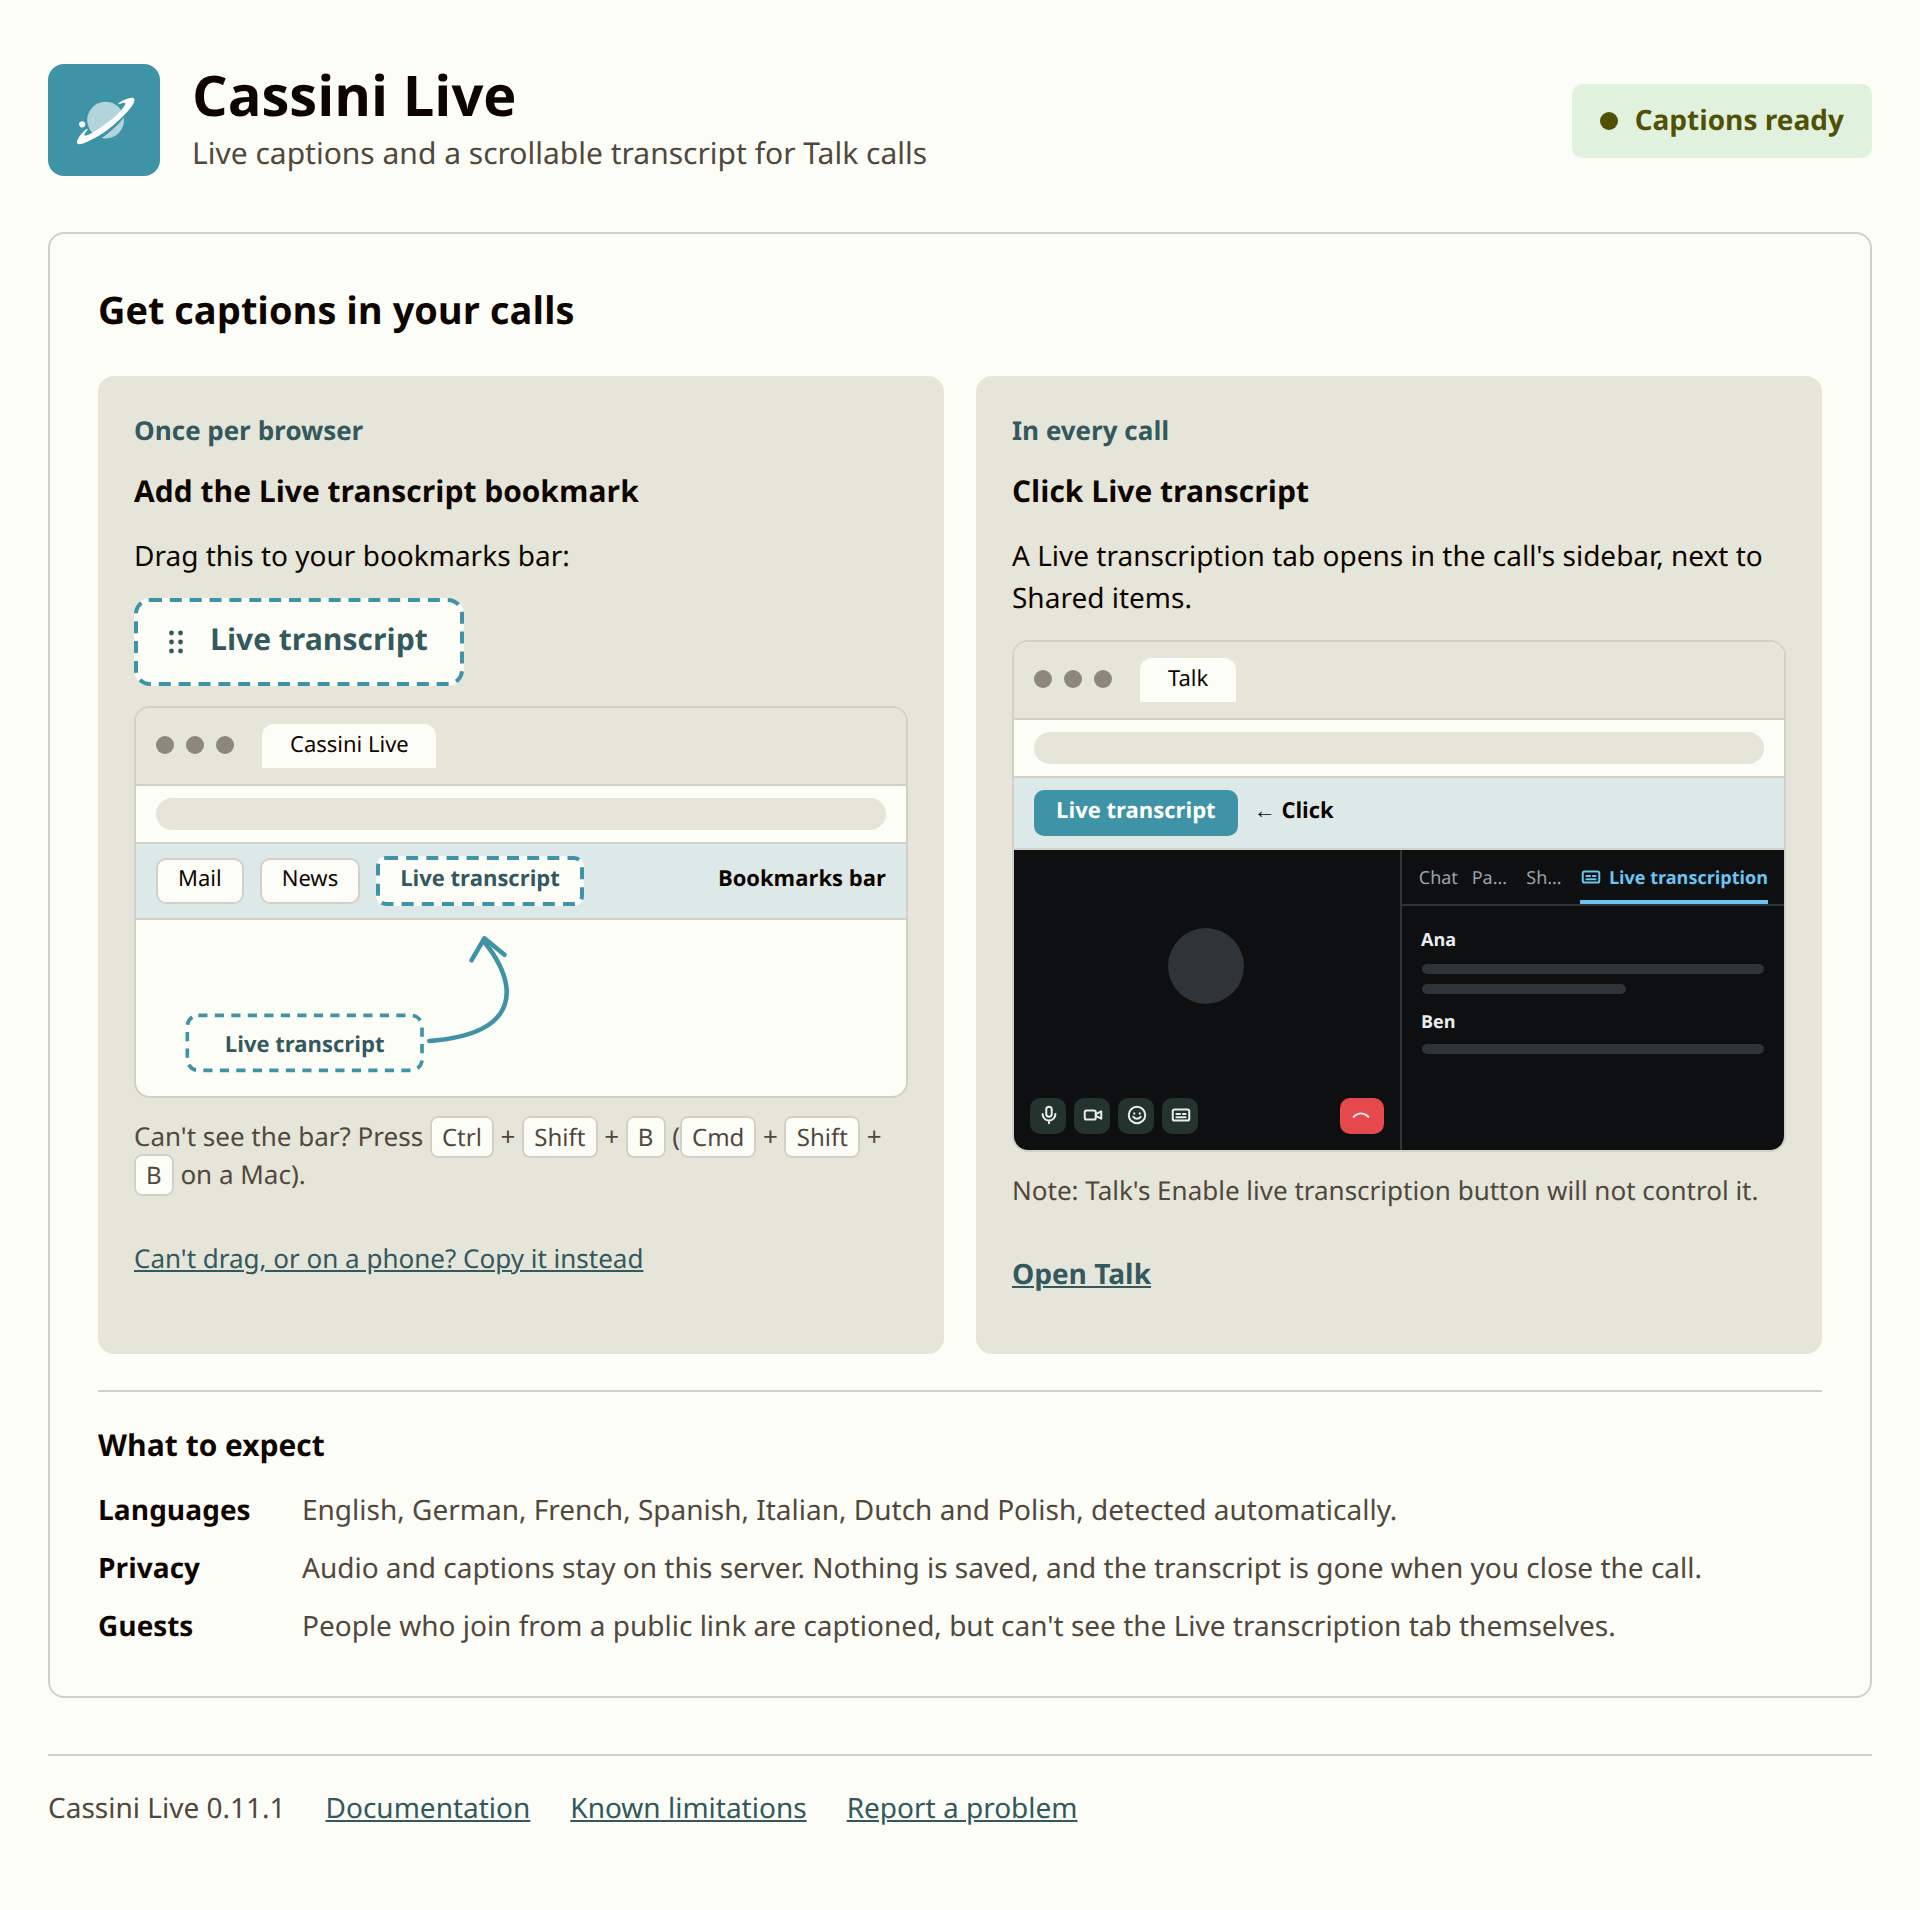 Cassini Live
Live captions and a scrollable transcript for Talk calls
Captions ready
Get captions in your calls
Once per browser
Add the Live transcript bookmark
Drag this to your bookmarks bar:
Live transcript
Cassini Live
Mail
News
Live transcript
Bookmarks bar
Live transcript
Can't see the bar? Press Ctrl + Shift + B (Cmd + Shift +
B on a Mac).
Can't drag, or on a phone? Copy it instead
In every call
Click Live transcript
A Live transcription tab opens in the call's sidebar, next to
Shared items.
Talk
Live transcript ← Click
Chat Pa... Sh... Live transcription
Ana
Ben
Note: Talk's Enable live transcription button will not control it.
Open Talk
What to expect
Languages English, German, French, Spanish, Italian, Dutch and Polish, detected automatically.
Privacy Audio and captions stay on this server. Nothing is saved, and the transcript is gone when you close the call.
Guests People who join from a public link are captioned, but can't see the Live transcription tab themselves.
Cassini Live 0.11.1 Documentation Known limitations Report a problem